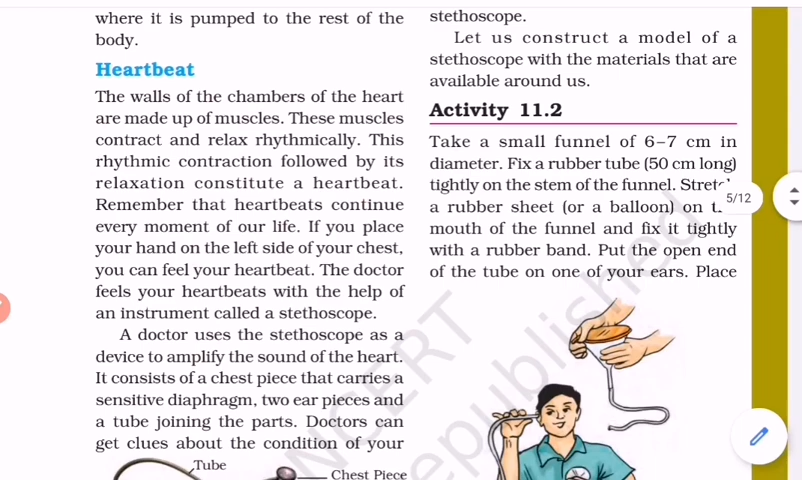 where it is pumped to the rest of the
body.
Heartbeat
The walls of the chambers of the heart
are made up of muscles. These muscles
contract and relax rhythmically. This
rhythmic contraction followed by its
relaxation constitute a heartbeat.
Remember that heartbeats continue
every moment of our life. If you place
your hand on the left side of your chest,
you can feel your heartbeat. The doctor
feels your heartbeats with the help of
an instrument called a stethoscope.
A doctor uses the stethoscope as a
device to amplify the sound of the heart.
It consists of a chest piece that carries a
sensitive diaphragm, two ear pieces and
a tube joining the parts. Doctors can
get clues about the condition of your
Tube
Chest Piece
stethoscope.
Let us construct a model of a
stethoscope with the materials that are
available around us.
Activity 11.2
Take a small funnel of 6–7 cm in
diameter. Fix a rubber tube (50 cm long)
tightly on the stem of the funnel.
a rubber sheet (or a balloon) on
mouth of the funnel and fix it tightly
with a rubber band. Put the open end
of the tube on one of your ears. Place
5/12
NCERT
republished